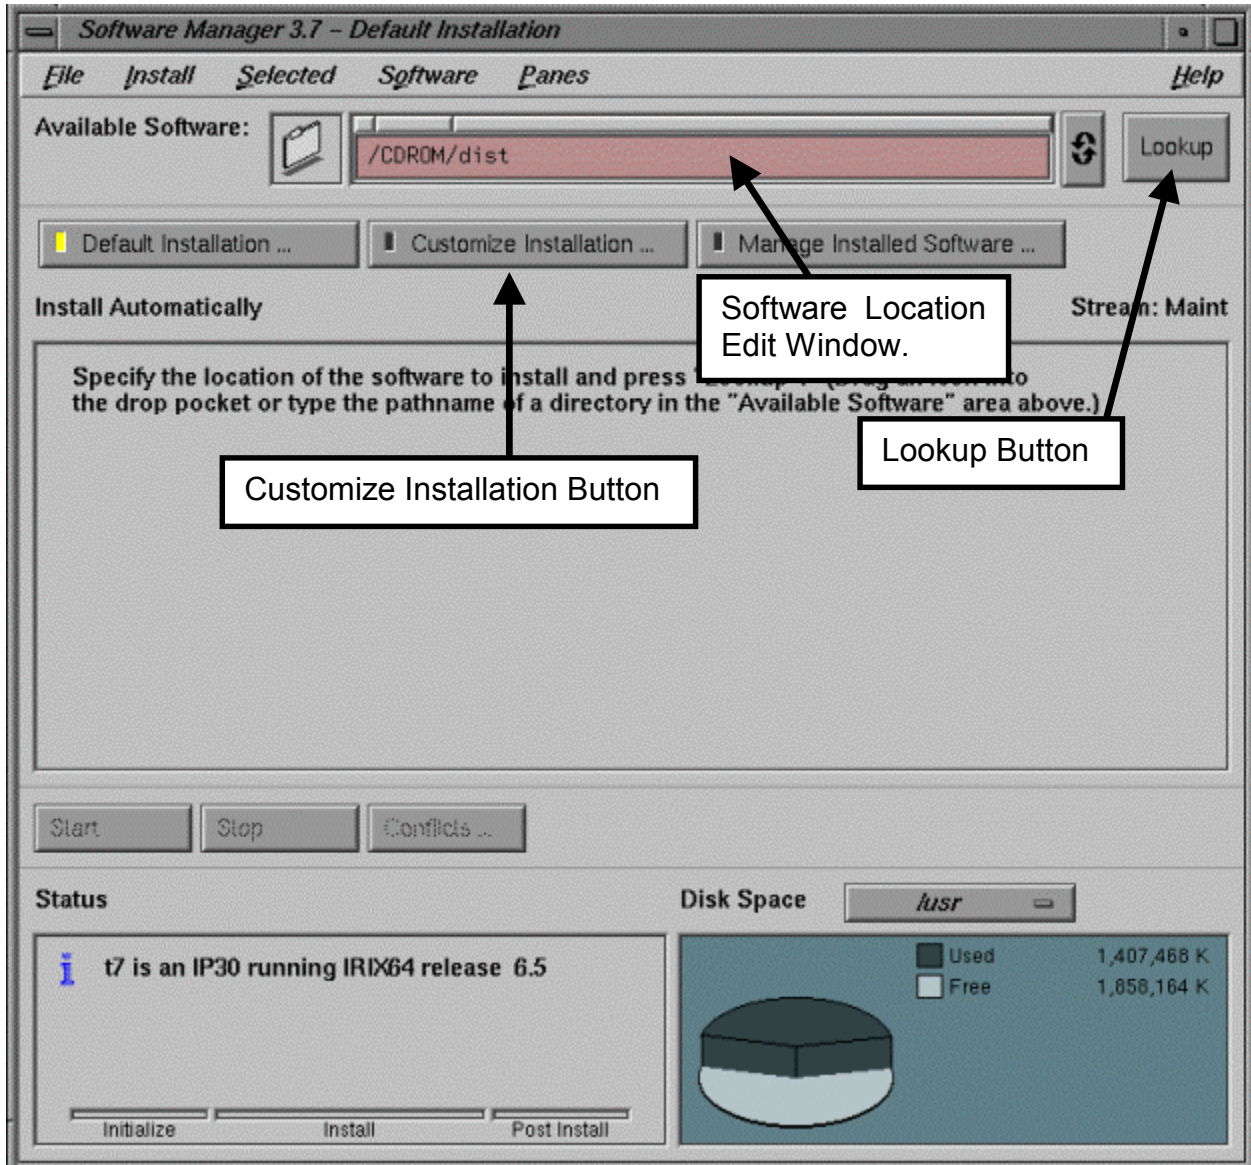 Software Manager 3.7 – Default Installation
File Install Selected Software Panes Help
Available Software:
/CDROM/dist
Lookup
Default Installation ...
Customize Installation ...
Manage Installed Software ...
Install Automatically
Stream: Maint
Software Location
Edit Window.
Specify the location of the software to install and press
the drop pocket or type the pathname of a directory in the "Available Software" area above.)
Lookup Button
Customize Installation Button
Start
Stop
Conflicts ...
Status
Disk Space
/usr
t7 is an IP30 running IRIX64 release 6.5
Used 1,407,468 K
Free 1,858,164 K
Initialize
Install
Post Install